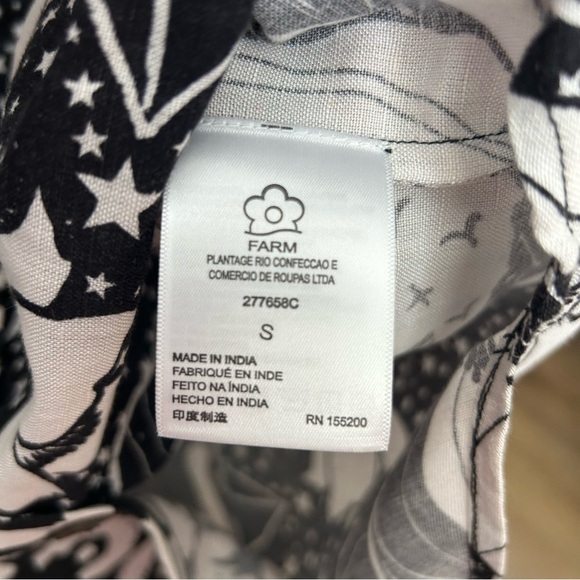 FARM
PLANTAGE RIO CONFECCAO E
COMERCIO DE ROUPAS LTDA
277658C
S
MADE IN INDIA
FABRIQUÉ EN INDE
FEITO NA ÍNDIA
HECHO EN INDIA
印度制造
RN 155200